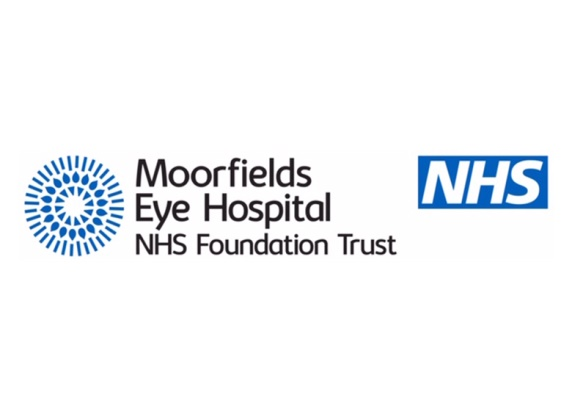 Moorfields
Eye Hospital
NHS Foundation Trust
NHS